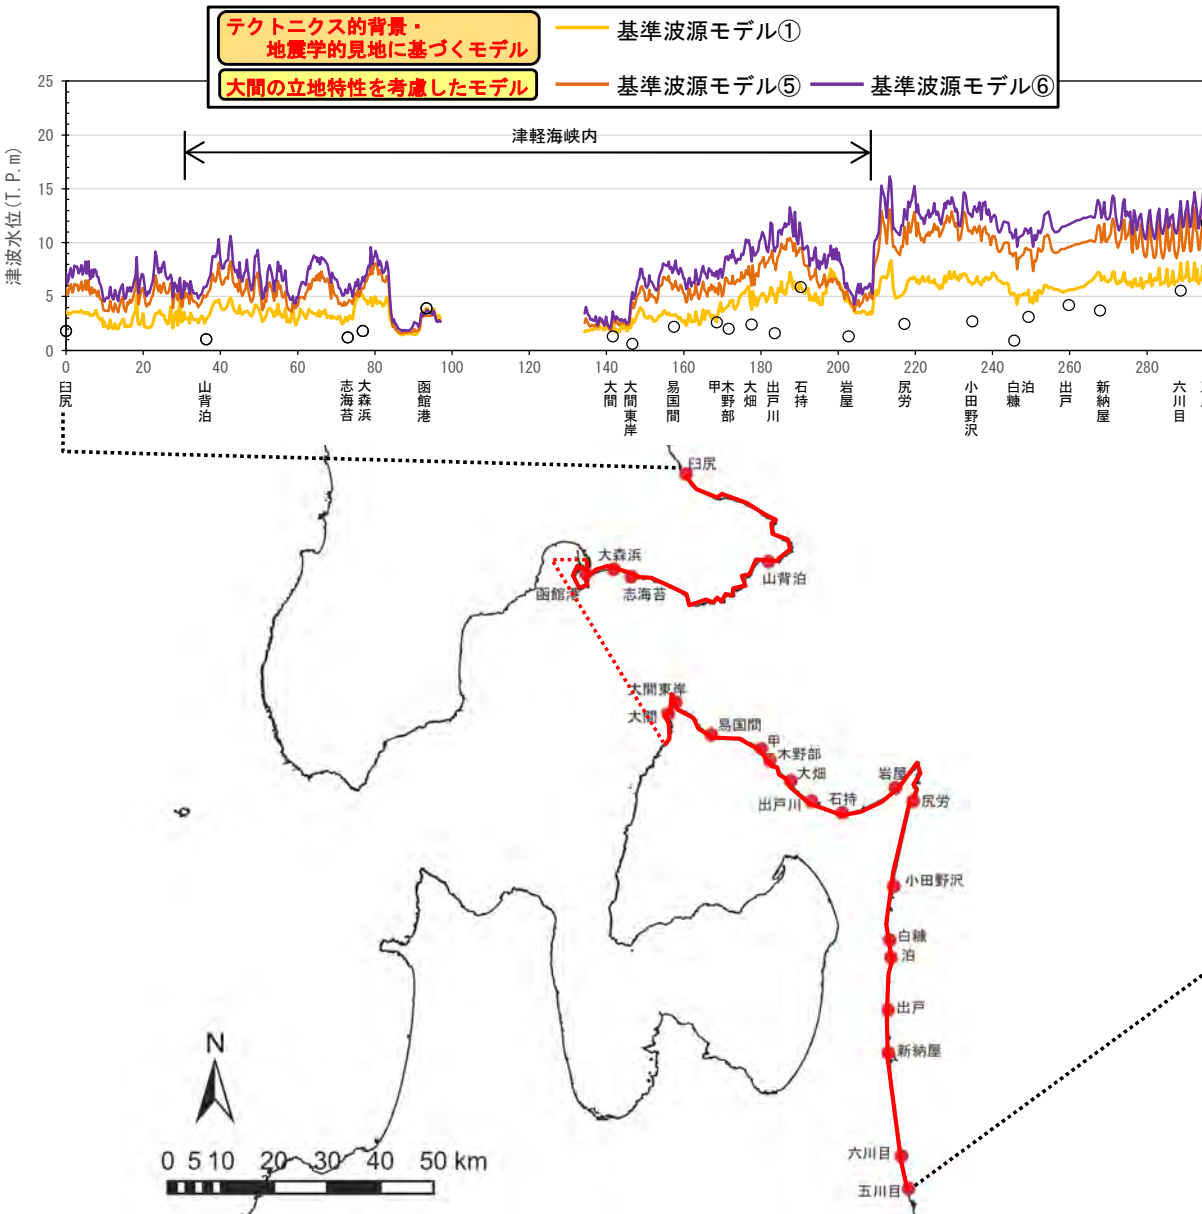 テクトニクス的背景・
地震学的見地に基づくモデル
基準波源モデル①
大間の立地特性を考慮したモデル
基準波源モデル⑤
基準波源モデル⑥
津波水位(T.P.m)
25
20
15
10
5
0
津軽海峡内
0 20 40 60 80 100 120 140 160 180 200 220 240 260 280
臼尻
山背泊
志海苔
大森浜
函館港
大間
大間東岸
易国間
甲
木野部
大畑
出戸川
石持
岩屋
尻労
小田野沢
白糠
泊
出戸
新納屋
六川目
臼尻
大森浜
山背泊
函館港
志海苔
大間東岸
大間
易国間
甲
木野部
大畑
岩屋
出戸川
石持
尻労
小田野沢
白糠
泊
出戸
新納屋
六川目
五川目
N
0 5 10 20 30 40 50 km